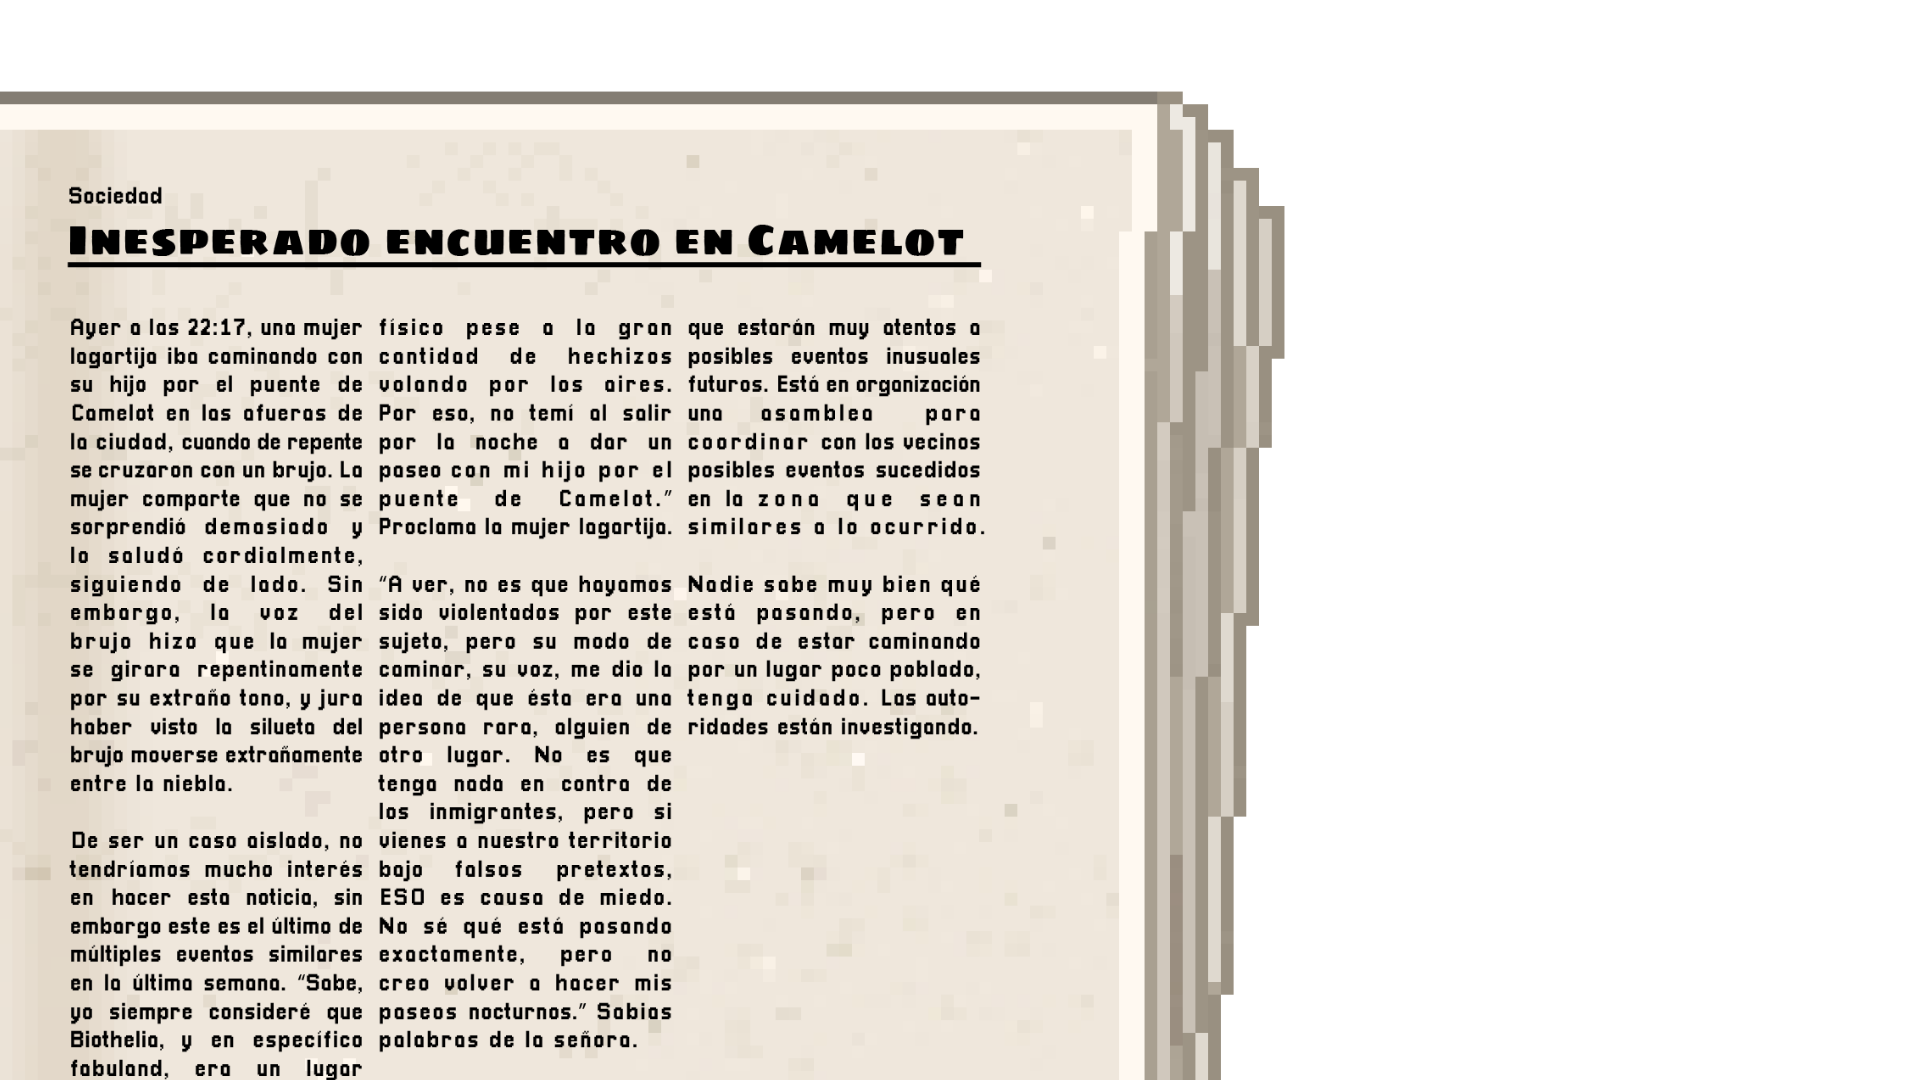 Sociedad
Inesperado encuentro en Camelot
Ayer a las 22:17, una mujer
lagartija iba caminando con
su hijo por el puente de
Camelot en las afueras de
la ciudad, cuando de repente
se cruzaron con un brujo. La
mujer comparte que no se
sorprendió demasiado y
lo saludó cordialmente,
siguiendo de lado. Sin
embargo, la voz del
brujo hizo que la mujer
se girara repentinamente
por su extraño tono, y jura
haber visto la silueta del
brujo moverse extrañamente
entre la niebla.
De ser un caso aislado, no
tendríamos mucho interés
en hacer esta noticia, sin
embargo este es el último de
múltiples eventos similares
en la última semana. "Sabe,
yo siempre consideré que
Biothelia, y en específico
fabuland, era un lugar
físico pese a la gran
cantidad de hechizos
volando por los aires.
Por eso, no temí al salir
por la noche a dar un
paseo con mi hijo por el
puente de Camelot."
Proclama la mujer lagartija.
"A ver, no es que hayamos
sido violentados por este
sujeto, pero su modo de
caminar, su voz, me dio la
idea de que ésta era una
persona rara, alguien de
otro lugar. No es que
tenga nada en contra de
los inmigrantes, pero si
vienes a nuestro territorio
bajo falsos pretextos,
ESO es causa de miedo.
No sé qué está pasando
exactamente, pero no
creo volver a hacer mis
paseos nocturnos." Sabias
palabras de la señora.
que estarán muy atentos a
posibles eventos inusuales
futuros. Está en organización
una asamblea para
coordinar con los vecinos
posibles eventos sucedidos
en la zona que sean
similares a lo ocurrido.
Nadie sabe muy bien qué
está pasando, pero en
caso de estar caminando
por un lugar poco poblado,
tenga cuidado. Las auto-
ridades están investigando.